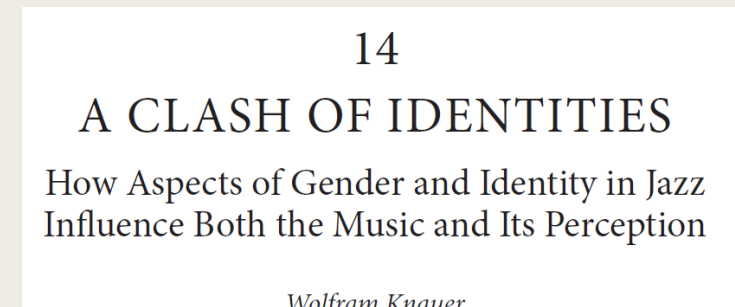 14
A CLASH OF IDENTITIES
How Aspects of Gender and Identity in Jazz
Influence Both the Music and Its Perception
Wolfram Knauer